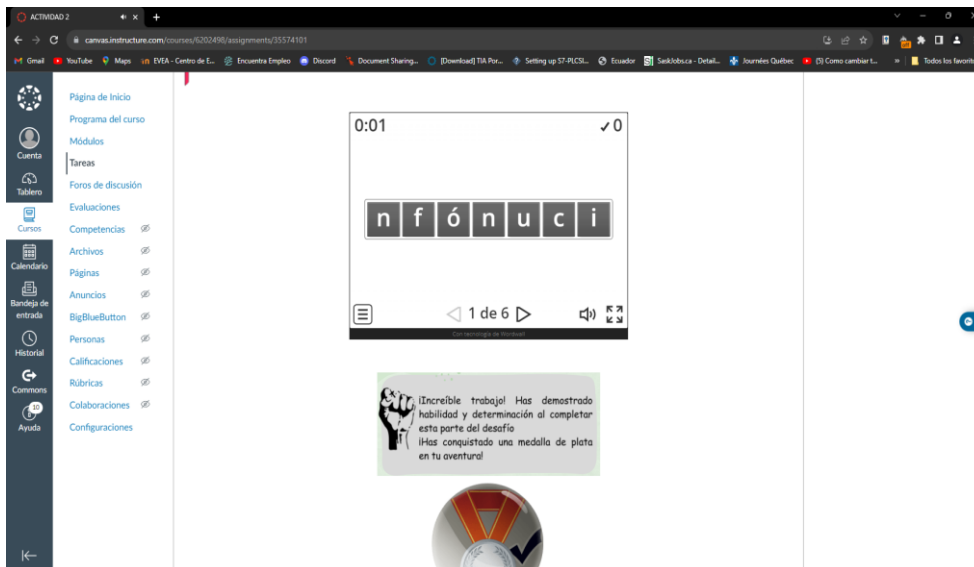 ACTIVIDAD 2
canvas.instructure.com/courses/6202498/assignments/35574101
Gmail YouTube Maps EVEA - Centro de E... Encuentra Empleo Discord Document Sharing... [Download] TIA Por... Setting up S7-PLCSI... Ecuador SaskJobs.ca - Detail... Journées Québec (5) Como cambiar t... » Todos los favorit
Cuenta
Tablero
Cursos
Calendario
Bandeja de
entrada
Historial
Commons
10
Ayuda
Página de Inicio
Programa del curso
Módulos
Tareas
Foros de discusión
Evaluaciones
Competencias
Archivos
Páginas
Anuncios
BigBlueButton
Personas
Calificaciones
Rúbricas
Colaboraciones
Configuraciones
0:01 ✓ 0
n f ó n u c i
1 de 6
Con tecnología de Wordwall
¡Increíble trabajo! Has demostrado
habilidad y determinación al completar
esta parte del desafío
¡Has conquistado una medalla de plata
en tu aventura!